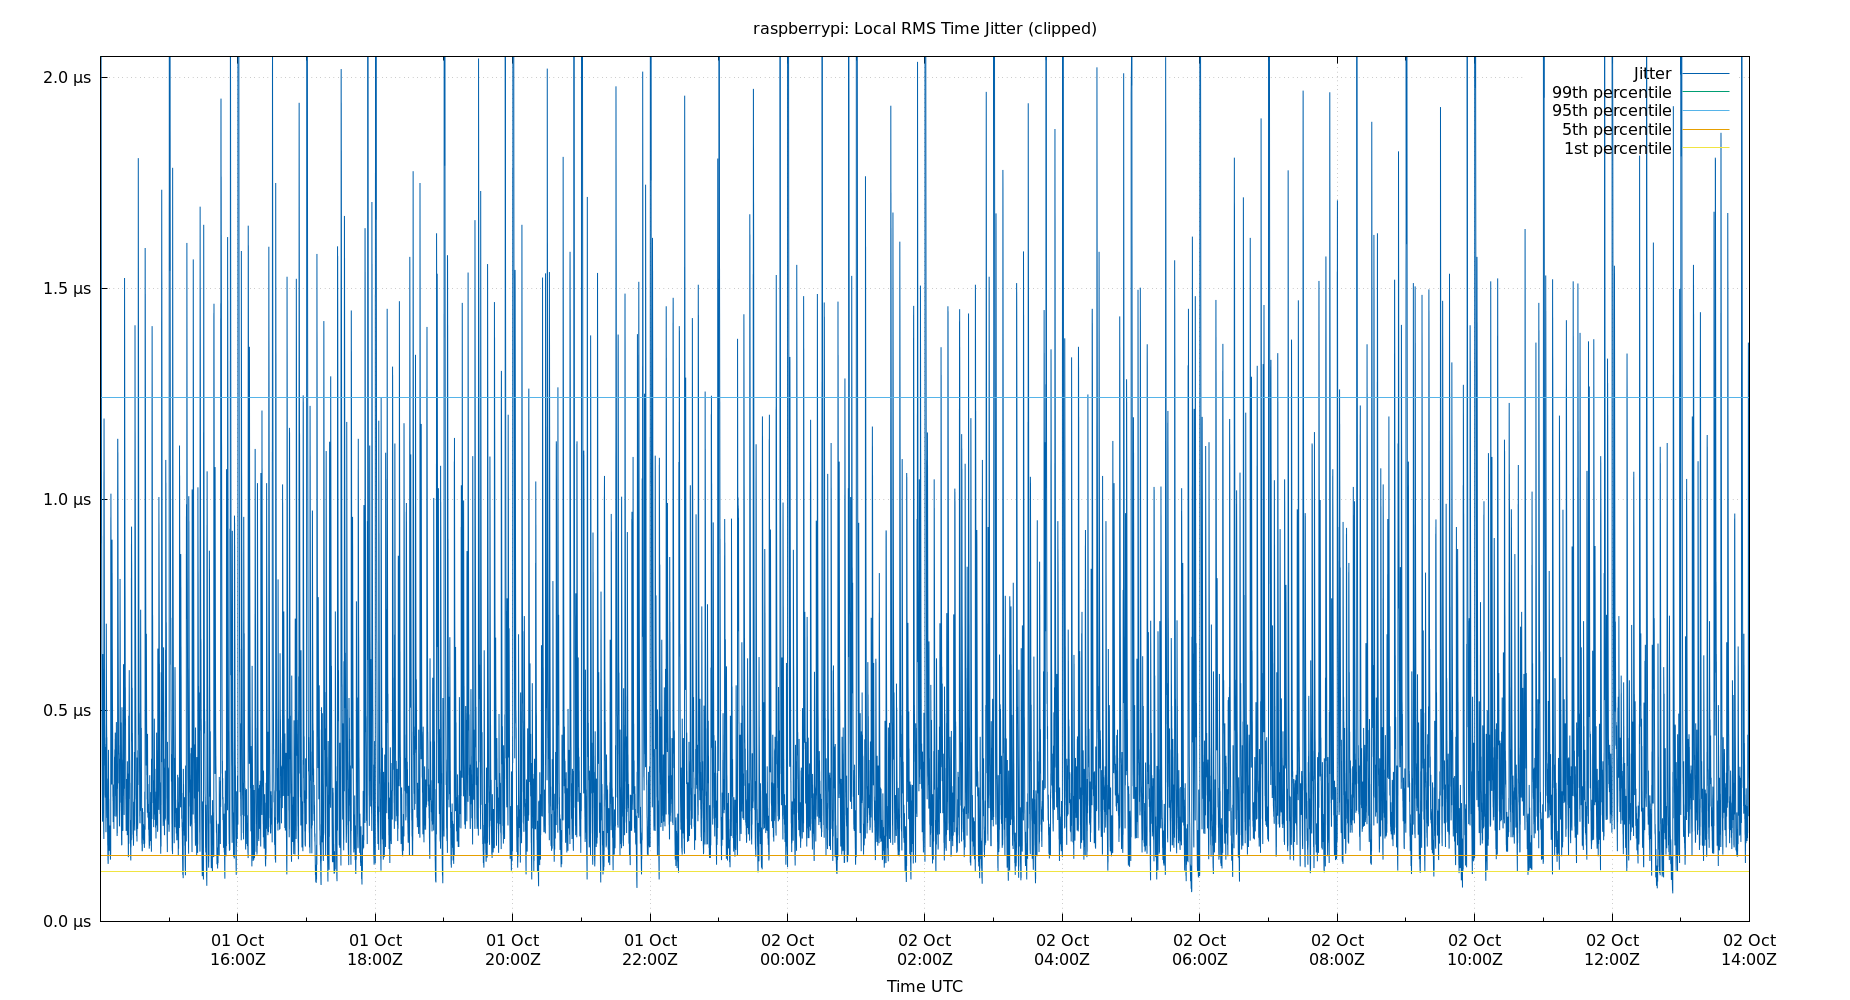 raspberrypi: Local RMS Time Jitter (clipped)
2.0 µs
1.5 µs
1.0 µs
0.5 µs
0.0 µs
Jitter
99th percentile
95th percentile
5th percentile
1st percentile
01 Oct 01 Oct 01 Oct 01 Oct 02 Oct 02 Oct 02 Oct 02 Oct 02 Oct 02 Oct 02 Oct 02 Oct
16:00Z 18:00Z 20:00Z 22:00Z 00:00Z 02:00Z 04:00Z 06:00Z 08:00Z 10:00Z 12:00Z 14:00Z
Time UTC